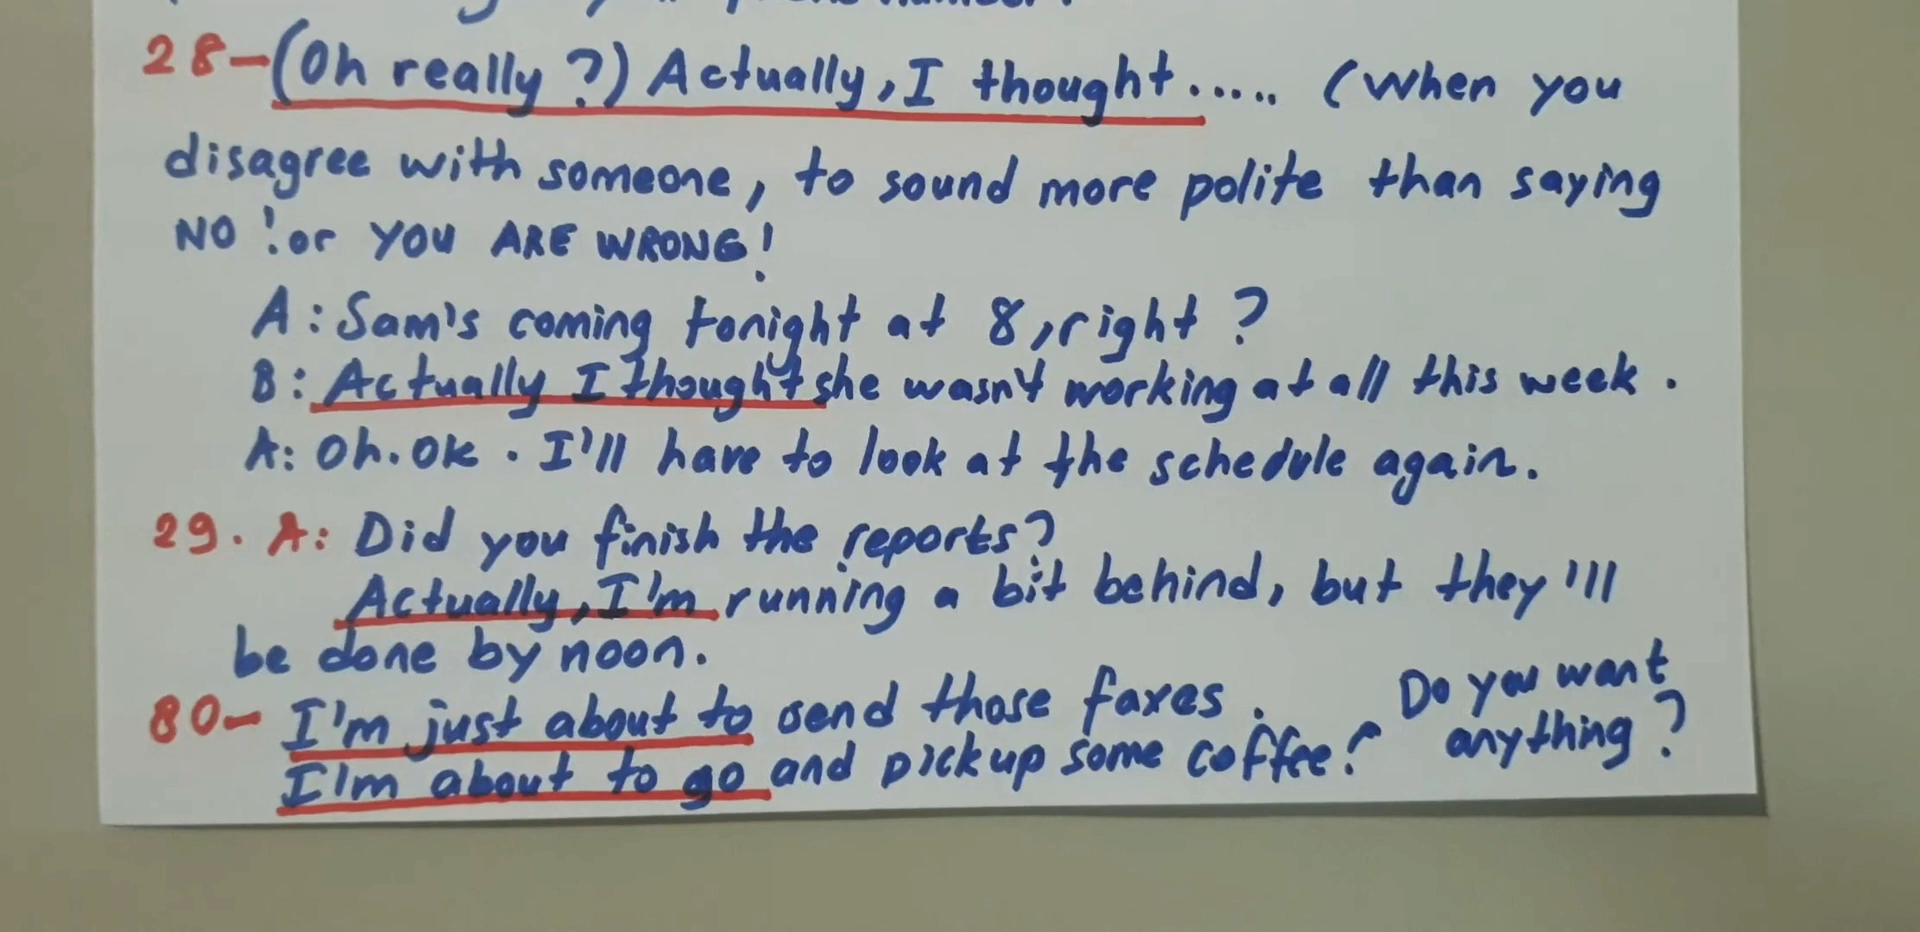 number.
28-(Oh really?) Actually, I thought..... (When you
disagree with someone, to sound more polite than saying
NO! or YOU ARE WRONG!
A: Sam's coming tonight at 8, right?
B: Actually I thought she wasn't working at all this week.
A: Oh. Ok. I'll have to look at the schedule again.
29. A: Did you finish the reports?
Actually, I'm running a bit behind, but they'll
be done by noon.
80- I'm just about to send those faxes.
I'm about to go and pick up some coffee! Do you want
anything?